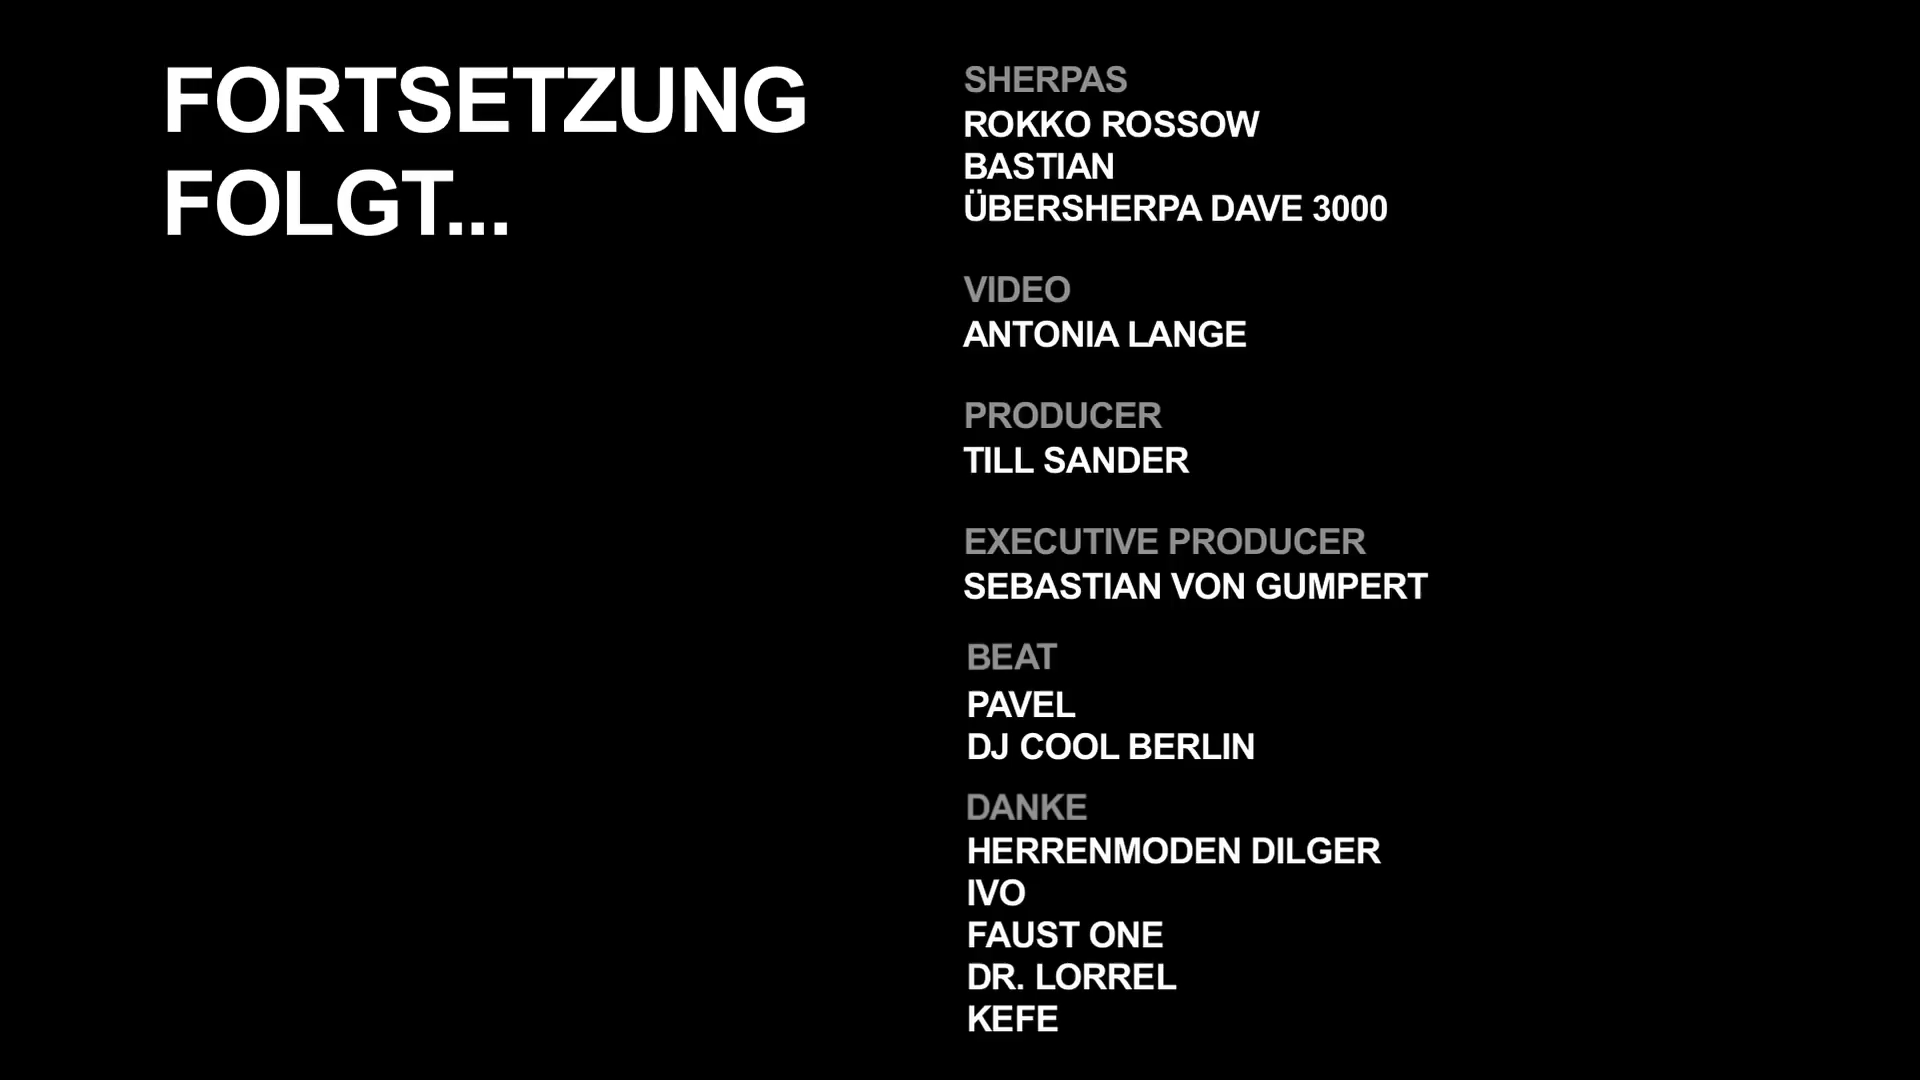 FORTSETZUNG
FOLGT...
SHERPAS
ROKKO ROSSOW
BASTIAN
ÜBERSHERPA DAVE 3000
VIDEO
ANTONIA LANGE
PRODUCER
TILL SANDER
EXECUTIVE PRODUCER
SEBASTIAN VON GUMPERT
BEAT
PAVEL
DJ COOL BERLIN
DANKE
HERRENMODEN DILGER
IVO
FAUST ONE
DR. LORREL
KEFE